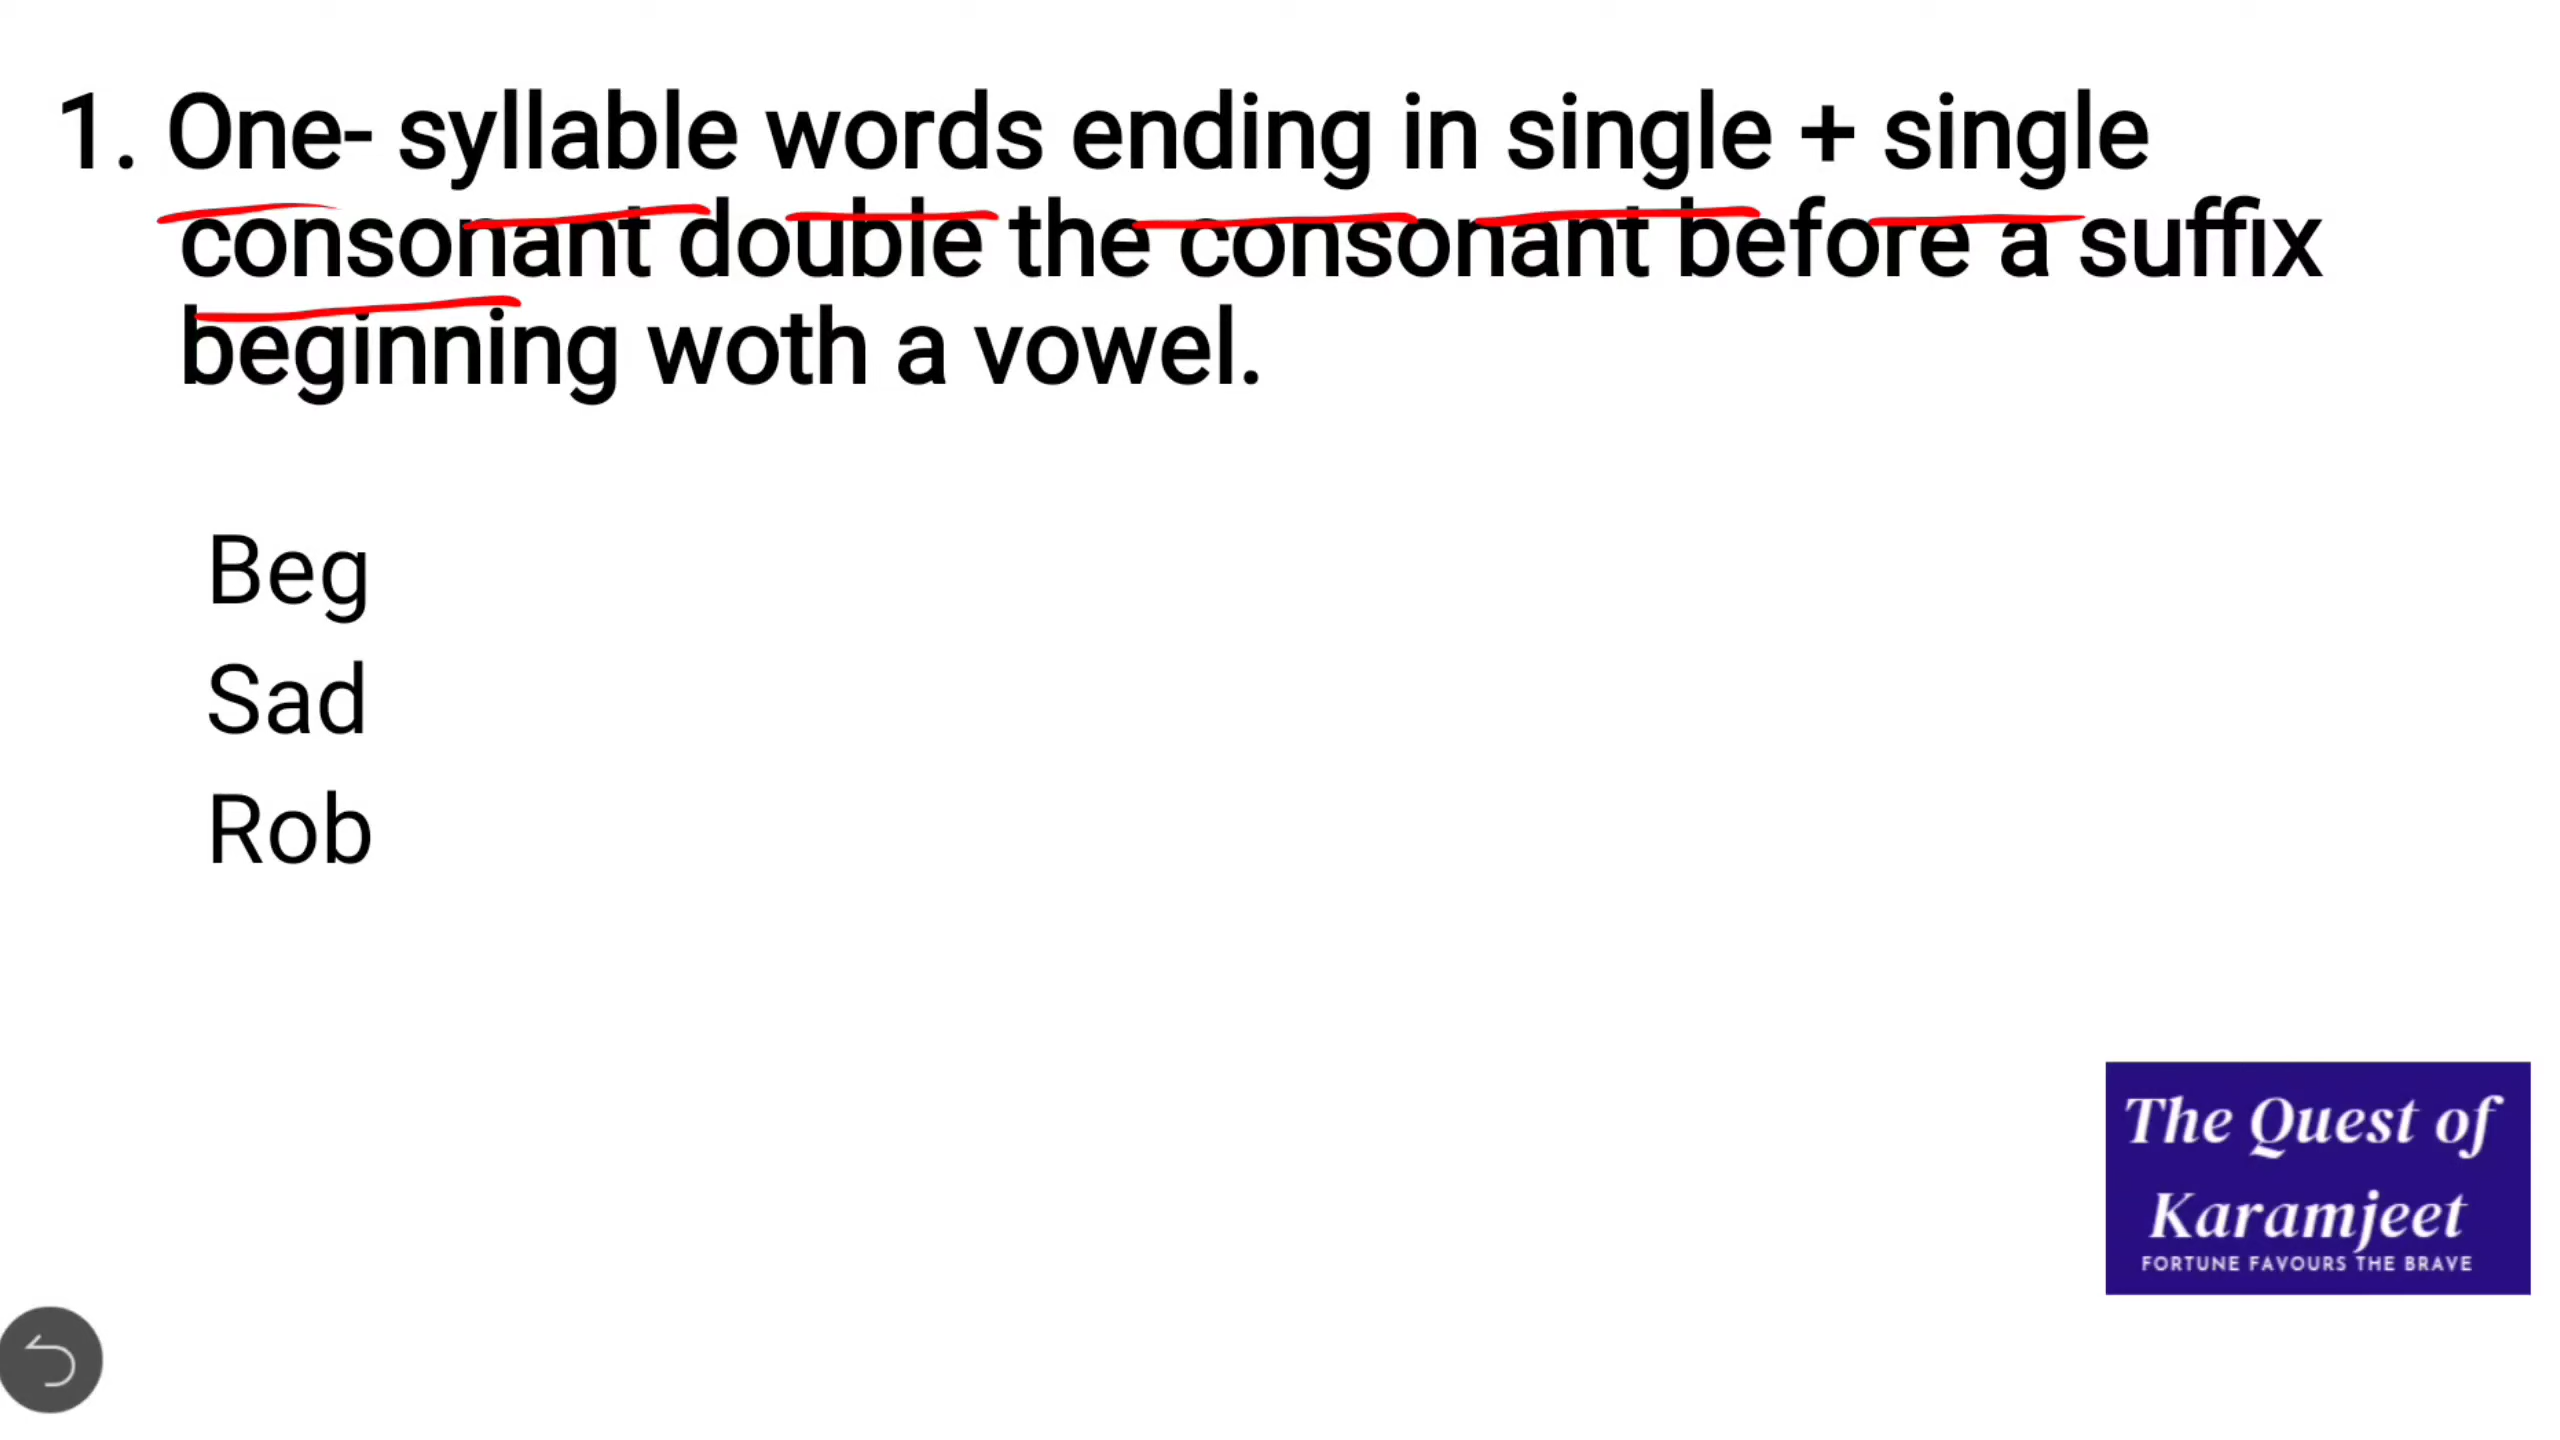 1. One- syllable words ending in single + single
consonant double the consonant before a suffix
beginning woth a vowel.
Beg
Sad
Rob
The Quest of
Karamjeet
FORTUNE FAVOURS THE BRAVE